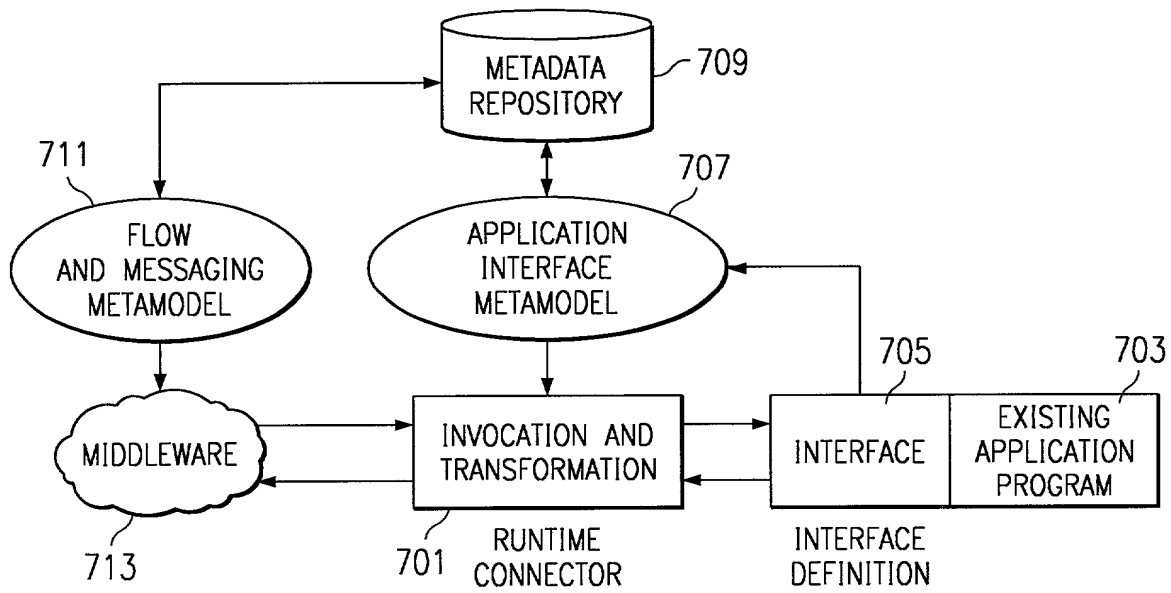 METADATA
REPOSITORY
709
711
707
FLOW
AND MESSAGING
METAMODEL
APPLICATION
INTERFACE
METAMODEL
705
703
MIDDLEWARE
INVOCATION AND
TRANSFORMATION
INTERFACE
EXISTING
APPLICATION
PROGRAM
713
701
RUNTIME
CONNECTOR
INTERFACE
DEFINITION